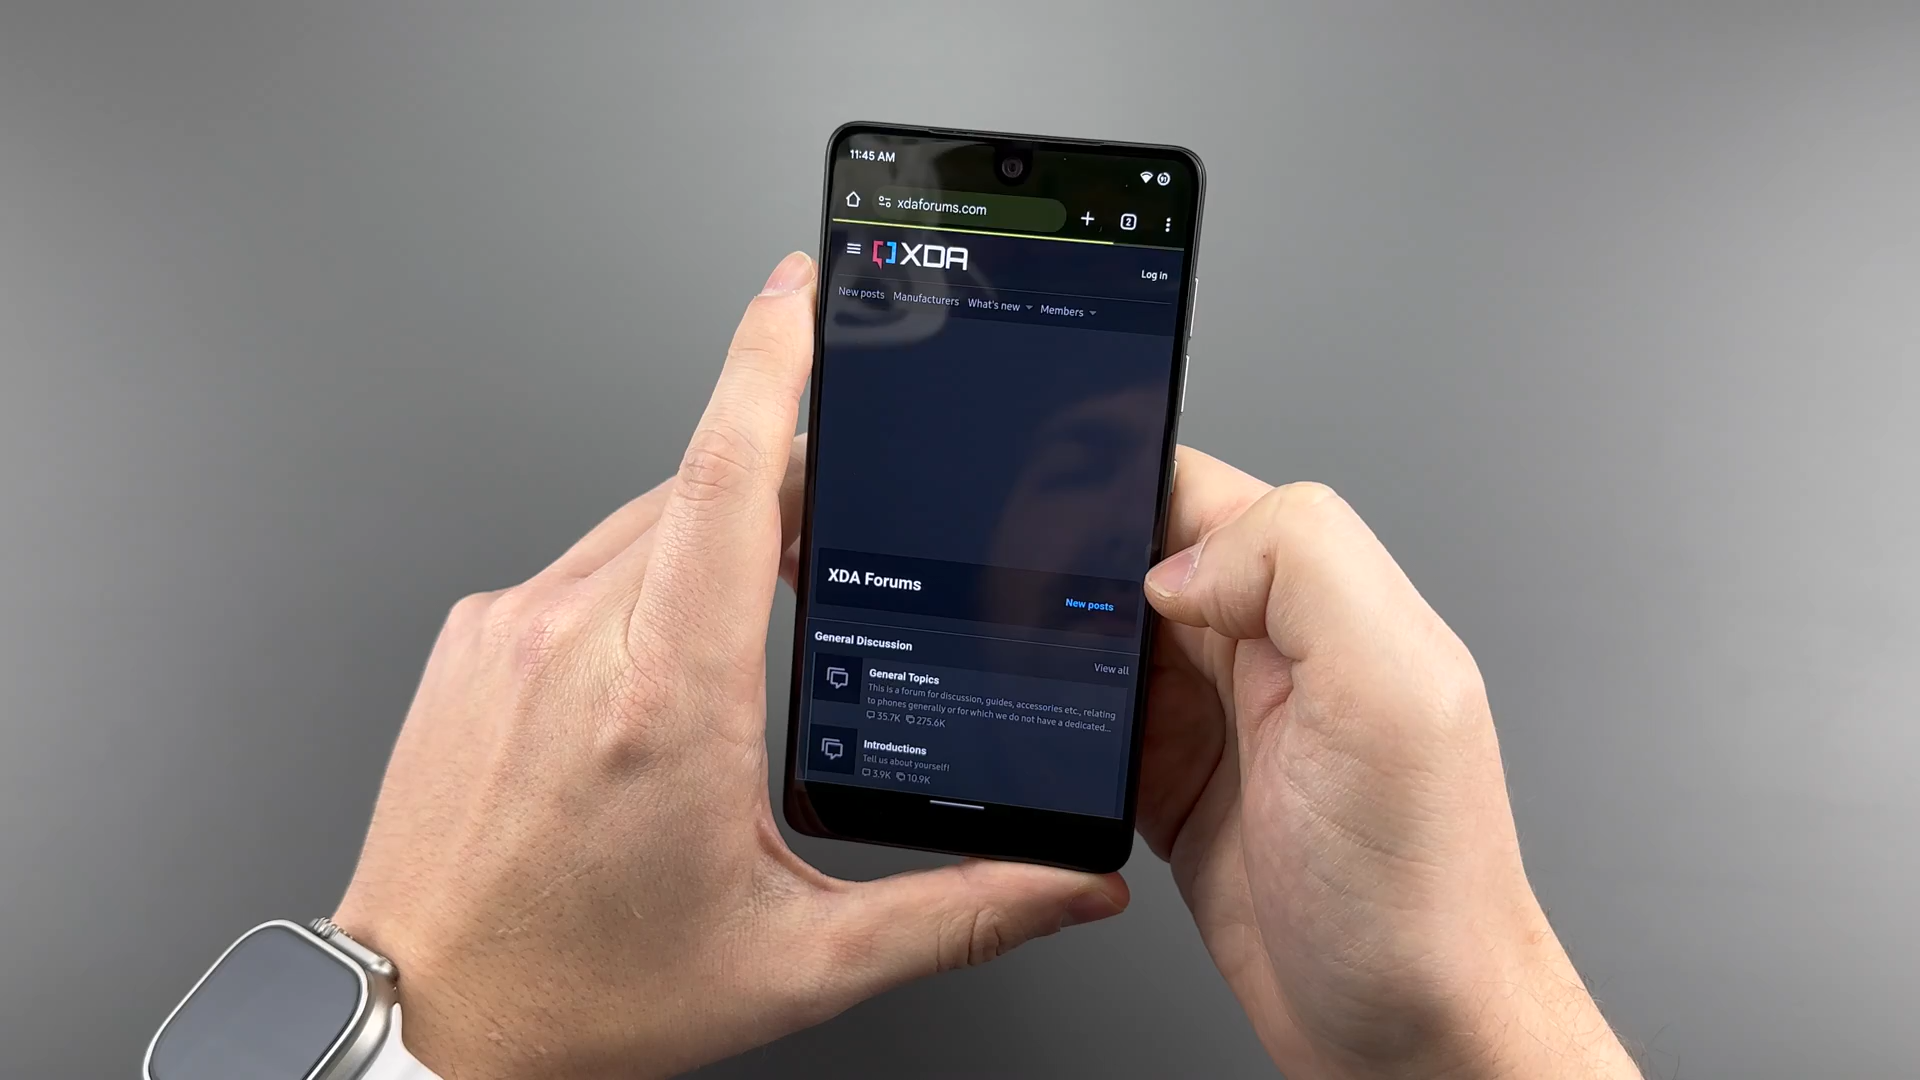 11:45 AM
91
xdaforums.com
2
XDA
Log in
New posts Manufacturers What's new Members
XDA Forums
New posts
General Discussion
View all
General Topics
This is a forum for discussion, guides, accessories etc., relating
to phones generally or for which we do not have a dedicated...
35.7K 275.6K
Introductions
Tell us about yourself!
3.9K 10.9K